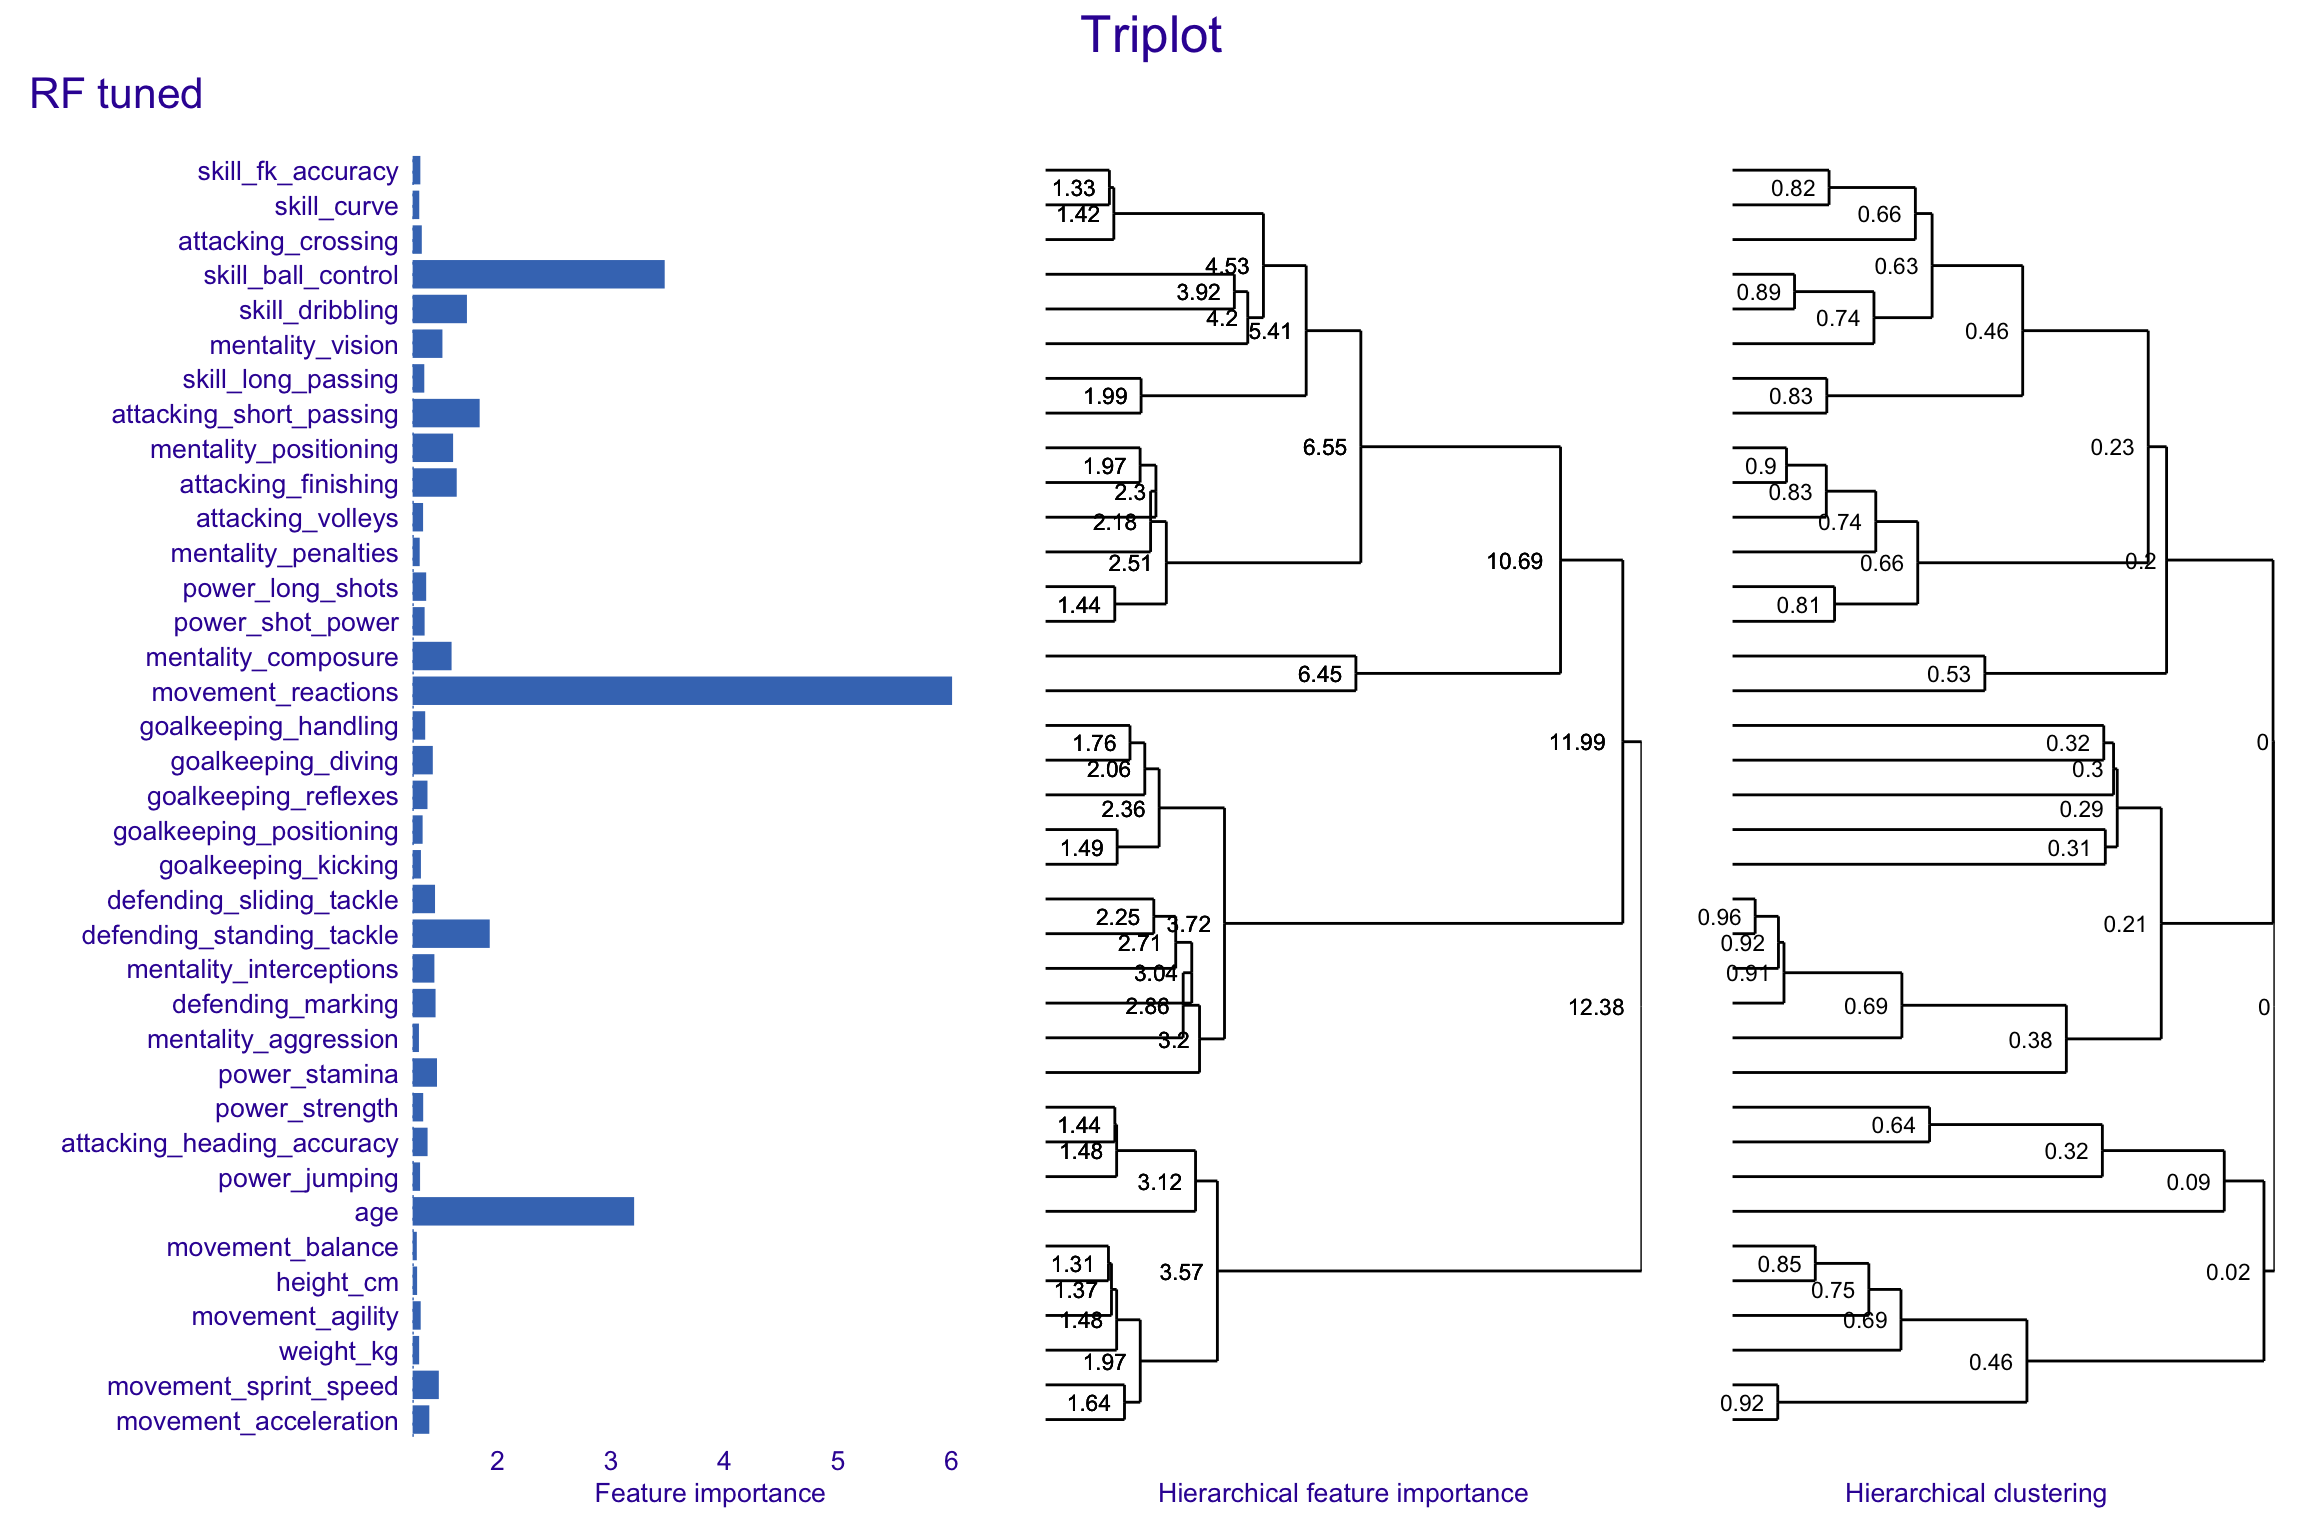 Triplot
RF tuned
skill_fk_accuracy
skill_curve
attacking_crossing
skill_ball_control
skill_dribbling
mentality_vision
skill_long_passing
attacking_short_passing
mentality_positioning
attacking_finishing
attacking_volleys
mentality_penalties
power_long_shots
power_shot_power
mentality_composure
movement_reactions
goalkeeping_handling
goalkeeping_diving
goalkeeping_reflexes
goalkeeping_positioning
goalkeeping_kicking
defending_sliding_tackle
defending_standing_tackle
mentality_interceptions
defending_marking
mentality_aggression
power_stamina
power_strength
attacking_heading_accuracy
power_jumping
age
movement_balance
height_cm
movement_agility
weight_kg
movement_sprint_speed
movement_acceleration
2 3 4 5 6
Feature importance
1.33
1.42
4.53
3.92
4.2
5.41
1.99
6.55
1.97
2.3
2.18
2.51
10.69
1.44
6.45
1.76
11.99
2.06
2.36
1.49
2.25
3.72
2.71
3.04
2.86
12.38
3.2
1.44
1.48
3.12
1.31
3.57
1.37
1.48
1.97
1.64
Hierarchical feature importance
0.82
0.66
0.63
0.89
0.74
0.46
0.83
0.23
0.9
0.83
0.74
0.2
0.66
0.81
0.53
0.32
0
0.3
0.29
0.31
0.96
0.21
0.92
0.91
0.69
0
0.38
0.64
0.32
0.09
0.85
0.02
0.75
0.69
0.46
0.92
Hierarchical clustering